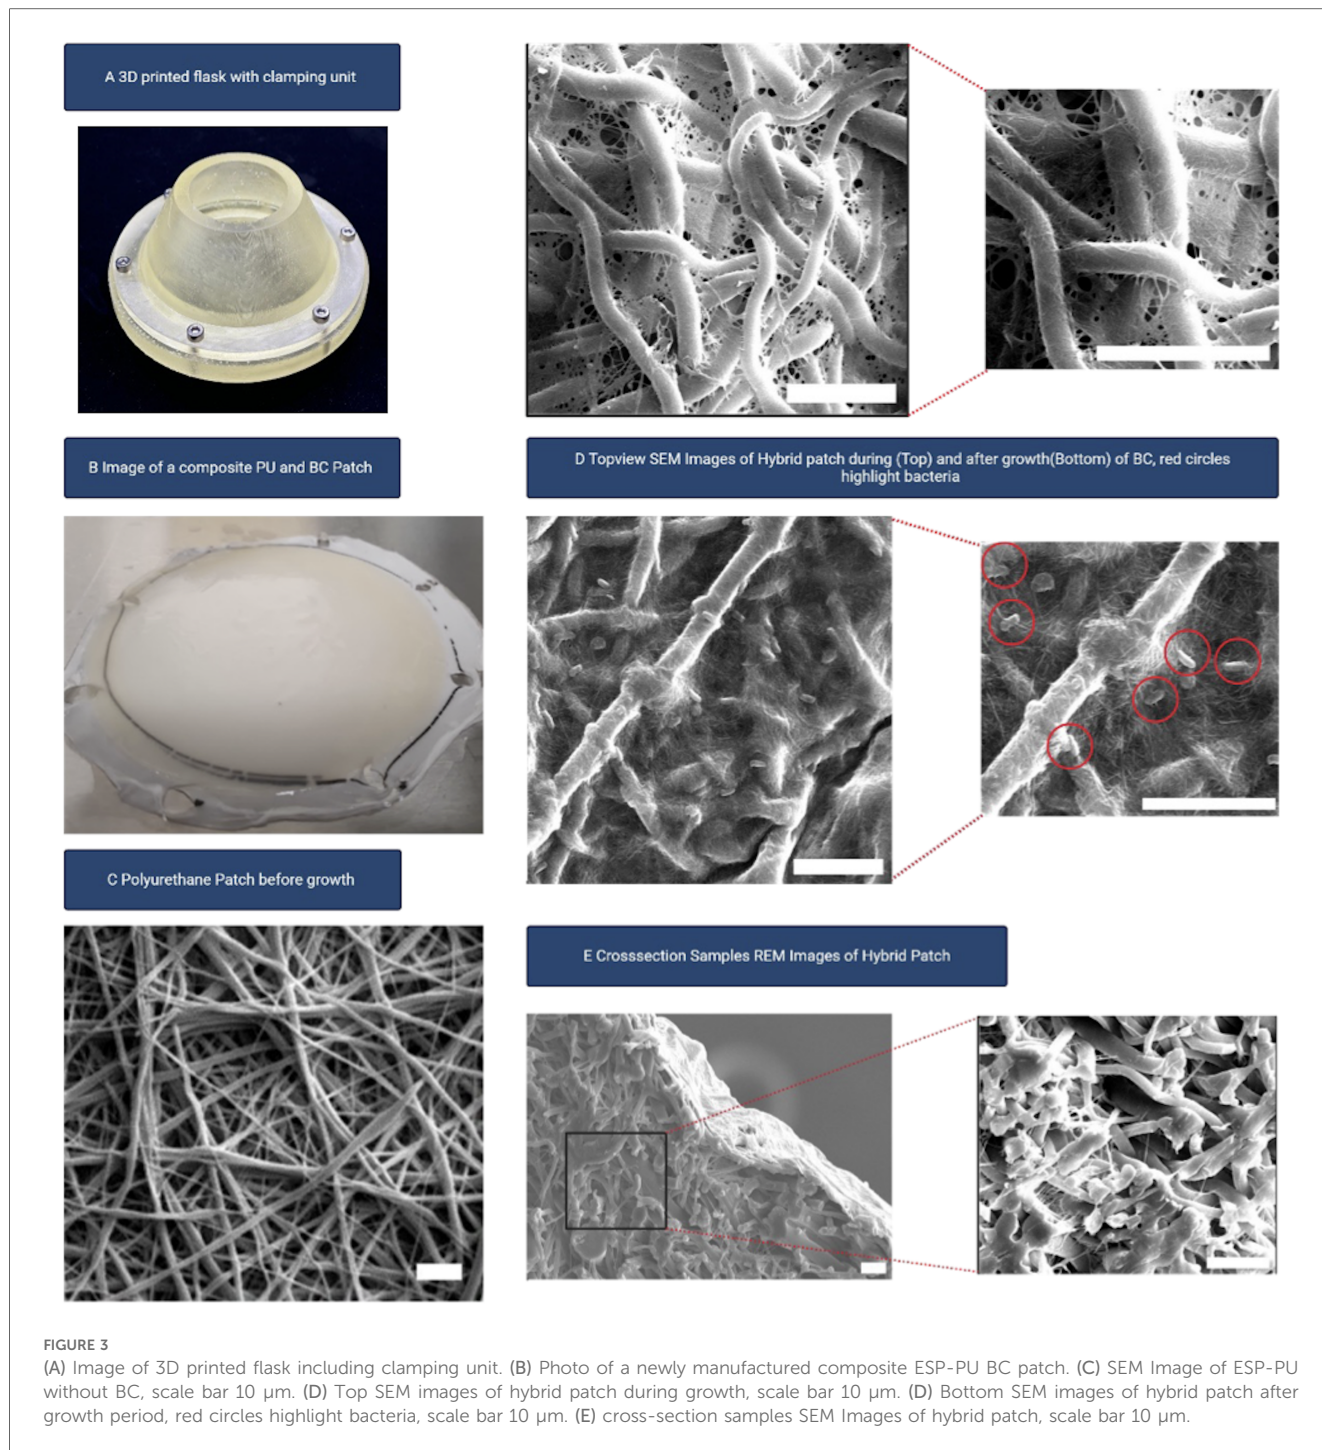 A 3D printed flask with clamping unit
B Image of a composite PU and BC Patch
D Topview SEM Images of Hybrid patch during (Top) and after growth(Bottom) of BC, red circles
highlight bacteria
C Polyurethane Patch before growth
E Crosssection Samples REM Images of Hybrid Patch
FIGURE 3
(A) Image of 3D printed flask including clamping unit. (B) Photo of a newly manufactured composite ESP-PU BC patch. (C) SEM Image of ESP-PU
without BC, scale bar 10 μm. (D) Top SEM images of hybrid patch during growth, scale bar 10 μm. (D) Bottom SEM images of hybrid patch after
growth period, red circles highlight bacteria, scale bar 10 μm. (E) cross-section samples SEM Images of hybrid patch, scale bar 10 μm.